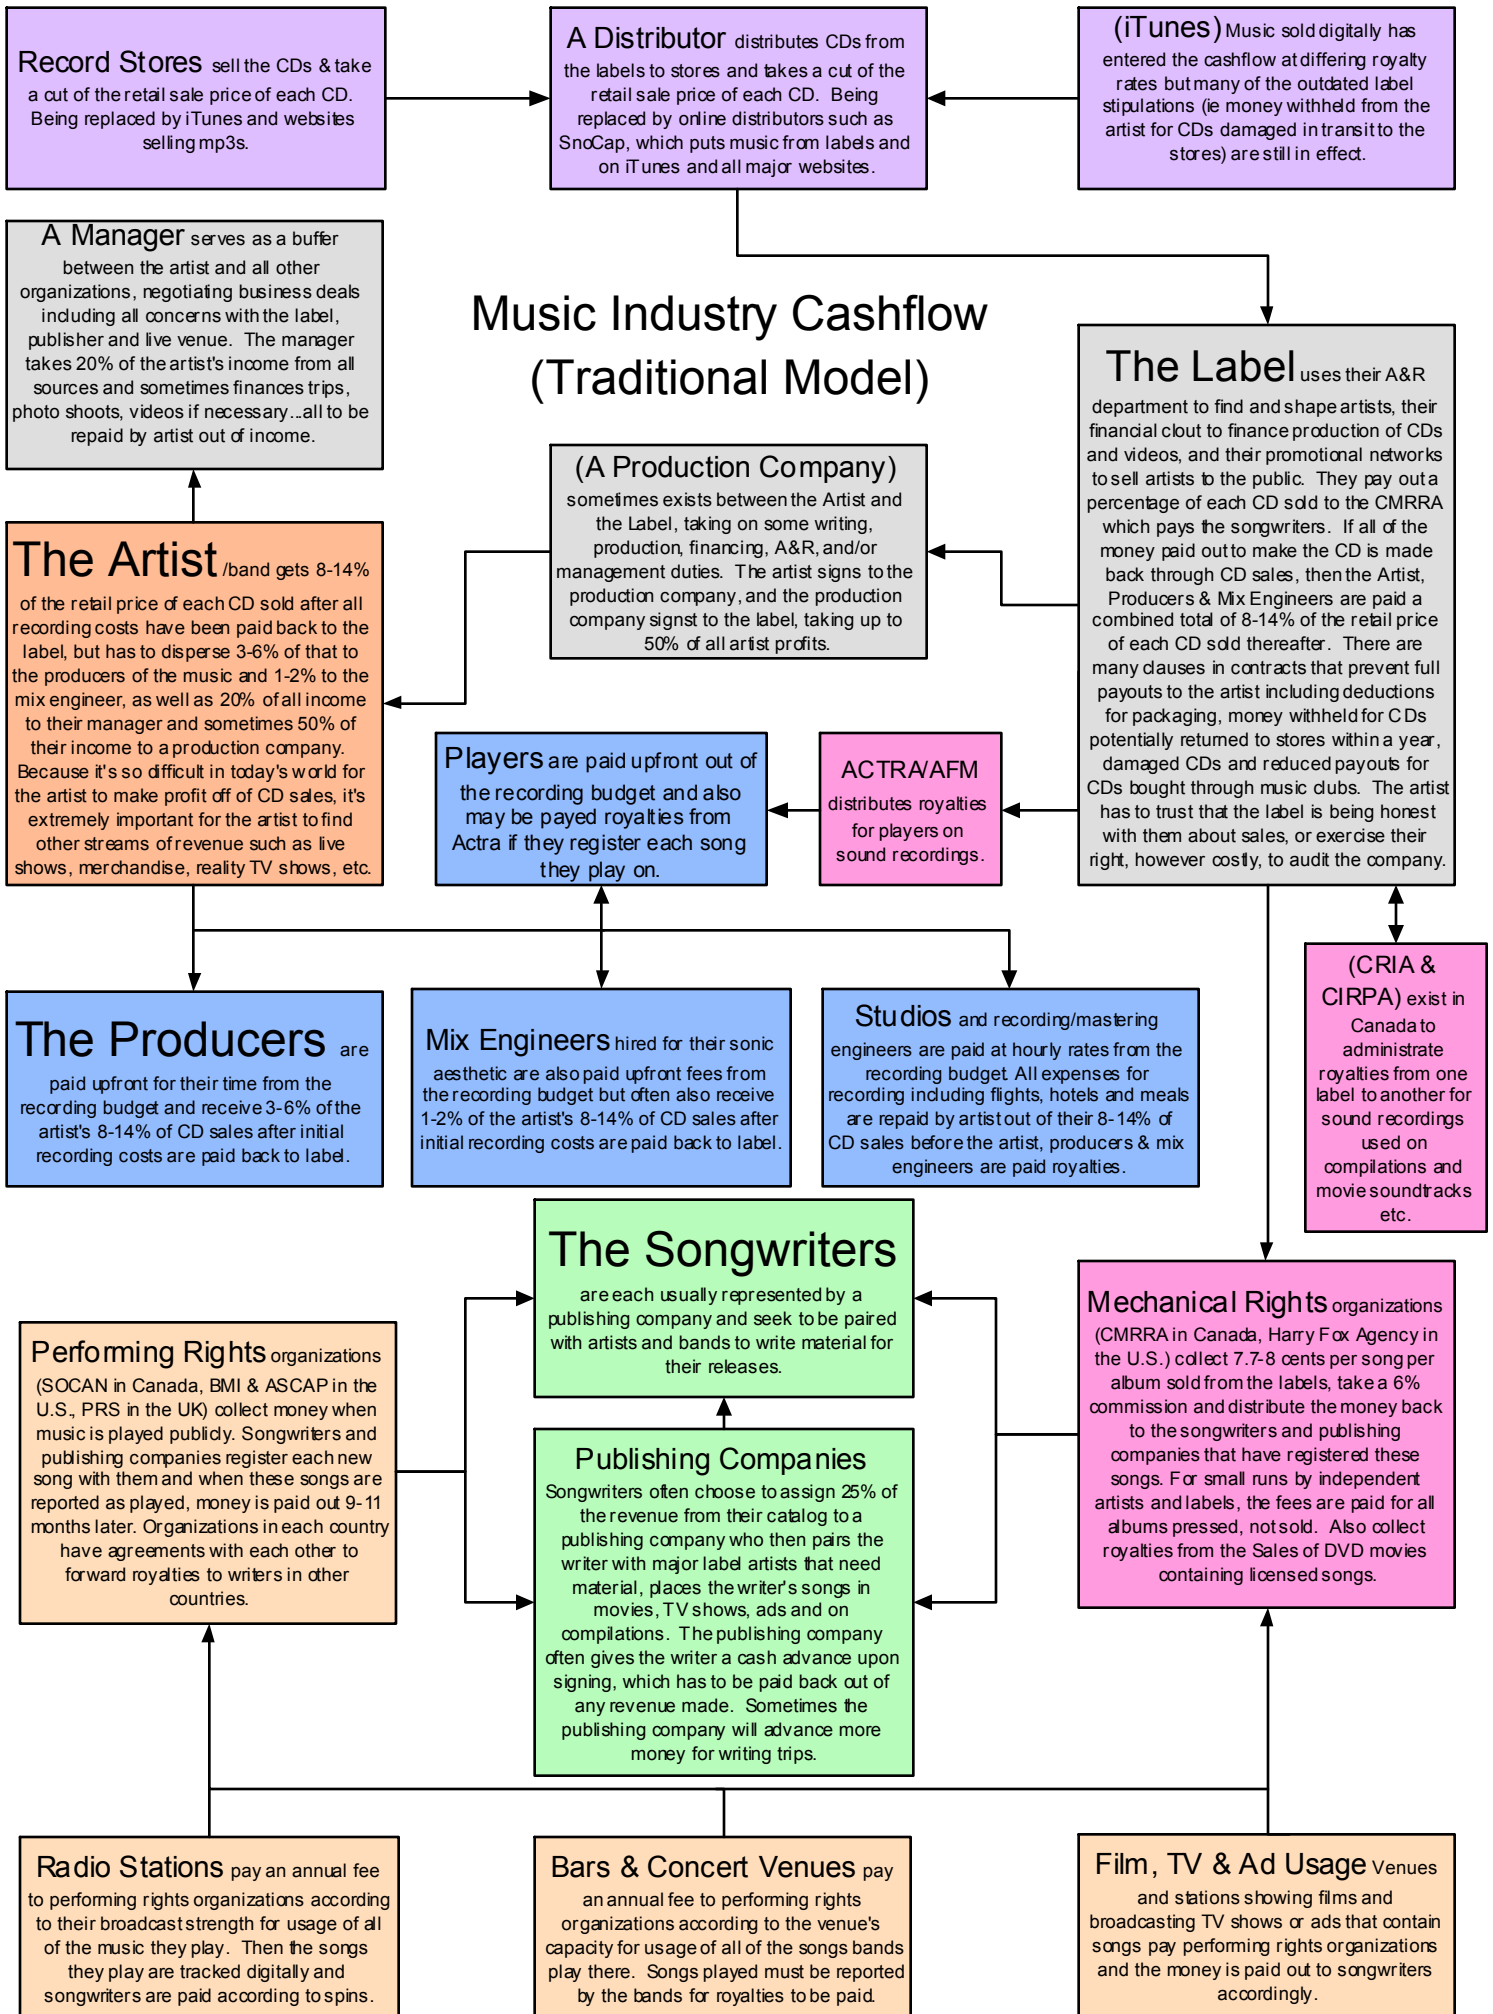 Record Stores sell the CDs & take
a cut of the retail sale price of each CD.
Being replaced by iTunes and websites
selling mp3s.
A Distributor distributes CDs from
the labels to stores and takes a cut of the
retail sale price of each CD. Being
replaced by online distributors such as
SnoCap, which puts music from labels and
on iTunes and all major websites.
(iTunes) Music sold digitally has
entered the cashflow at differing royalty
rates but many of the outdated label
stipulations (ie money withheld from the
artist for CDs damaged in transit to the
stores) are still in effect.
A Manager serves as a buffer
between the artist and all other
organizations, negotiating business deals
including all concerns with the label,
publisher and live venue. The manager
takes 20% of the artist's income from all
sources and sometimes finances trips,
photo shoots, videos if necessary...all to be
repaid by artist out of income.
Music Industry Cashflow
(Traditional Model)
The Label uses their A&R
department to find and shape artists, their
financial clout to finance production of CDs
and videos, and their promotional networks
to sell artists to the public. They pay out a
percentage of each CD sold to the CMRRA
which pays the songwriters. If all of the
money paid out to make the CD is made
back through CD sales, then the Artist,
Producers & Mix Engineers are paid a
combined total of 8-14% of the retail price
of each CD sold thereafter. There are
many clauses in contracts that prevent full
payouts to the artist including deductions
for packaging, money withheld for CDs
potentially returned to stores within a year,
damaged CDs and reduced payouts for
CDs bought through music clubs. The artist
has to trust that the label is being honest
with them about sales, or exercise their
right, however costly, to audit the company.
(A Production Company)
sometimes exists between the Artist and
the Label, taking on some writing,
production, financing, A&R, and/or
management duties. The artist signs to the
production company, and the production
company signst to the label, taking up to
50% of all artist profits.
The Artist /band gets 8-14%
of the retail price of each CD sold after all
recording costs have been paid back to the
label, but has to disperse 3-6% of that to
the producers of the music and 1-2% to the
mix engineer, as well as 20% of all income
to their manager and sometimes 50% of
their income to a production company.
Because it's so difficult in today's world for
the artist to make profit off of CD sales, it's
extremely important for the artist to find
other streams of revenue such as live
shows, merchandise, reality TV shows, etc.
Players are paid upfront out of
the recording budget and also
may be payed royalties from
Actra if they register each song
they play on.
ACTRA/AFM
distributes royalties
for players on
sound recordings.
(CRIA &
CIRPA) exist in
Canada to
administrate
royalties from one
label to another for
sound recordings
used on
compilations and
movie soundtracks
etc.
The Producers are
paid upfront for their time from the
recording budget and receive 3-6% of the
artist's 8-14% of CD sales after initial
recording costs are paid back to label.
Mix Engineers hired for their sonic
aesthetic are also paid upfront fees from
the recording budget but often also receive
1-2% of the artist's 8-14% of CD sales after
initial recording costs are paid back to label.
Studios and recording/mastering
engineers are paid at hourly rates from the
recording budget. All expenses for
recording including flights, hotels and meals
are repaid by artist out of their 8-14% of
CD sales before the artist, producers & mix
engineers are paid royalties.
The Songwriters
are each usually represented by a
publishing company and seek to be paired
with artists and bands to write material for
their releases.
Mechanical Rights organizations
(CMRRA in Canada, Harry Fox Agency in
the U.S.) collect 7.7-8 cents per song per
album sold from the labels, take a 6%
commission and distribute the money back
to the songwriters and publishing
companies that have registered these
songs. For small runs by independent
artists and labels, the fees are paid for all
albums pressed, not sold. Also collect
royalties from the Sales of DVD movies
containing licensed songs.
Performing Rights organizations
(SOCAN in Canada, BMI & ASCAP in the
U.S., PRS in the UK) collect money when
music is played publicly. Songwriters and
publishing companies register each new
song with them and when these songs are
reported as played, money is paid out 9-11
months later. Organizations in each country
have agreements with each other to
forward royalties to writers in other
countries.
Publishing Companies
Songwriters often choose to assign 25% of
the revenue from their catalog to a
publishing company who then pairs the
writer with major label artists that need
material, places the writer's songs in
movies, TV shows, ads and on
compilations. The publishing company
often gives the writer a cash advance upon
signing, which has to be paid back out of
any revenue made. Sometimes the
publishing company will advance more
money for writing trips.
Radio Stations pay an annual fee
to performing rights organizations according
to their broadcast strength for usage of all
of the music they play. Then the songs
they play are tracked digitally and
songwriters are paid according to spins.
Bars & Concert Venues pay
an annual fee to performing rights
organizations according to the venue's
capacity for usage of all of the songs bands
play there. Songs played must be reported
by the bands for royalties to be paid.
Film, TV & Ad Usage Venues
and stations showing films and
broadcasting TV shows or ads that contain
songs pay performing rights organizations
and the money is paid out to songwriters
accordingly.